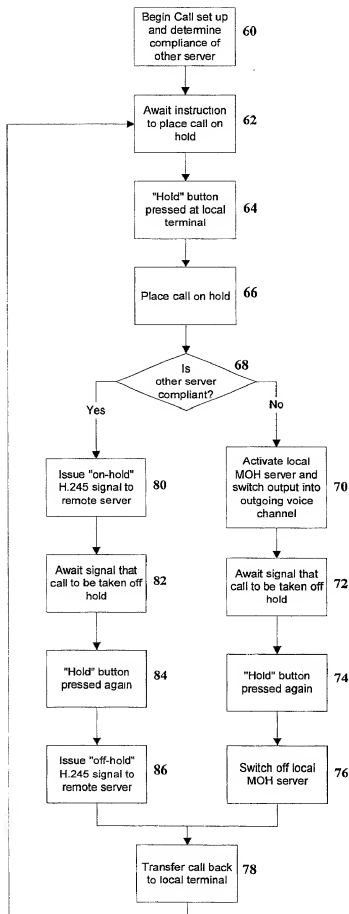 Begin Call set up
and determine
compliance of
other server
60
Await instruction
to place call on
hold
62
"Hold" button
pressed at local
terminal
64
Place call on hold
66
Is
other server
compliant?
68
Yes
No
Issue "on-hold"
H.245 signal to
remote server
80
Activate local
MOH server and
switch output into
outgoing voice
channel
70
Await signal that
call to be taken off
hold
82
Await signal that
call to be taken off
hold
72
"Hold" button
pressed again
84
"Hold" button
pressed again
74
Issue "off-hold"
H.245 signal to
remote server
86
Switch off local
MOH server
76
Transfer call back
to local terminal
78